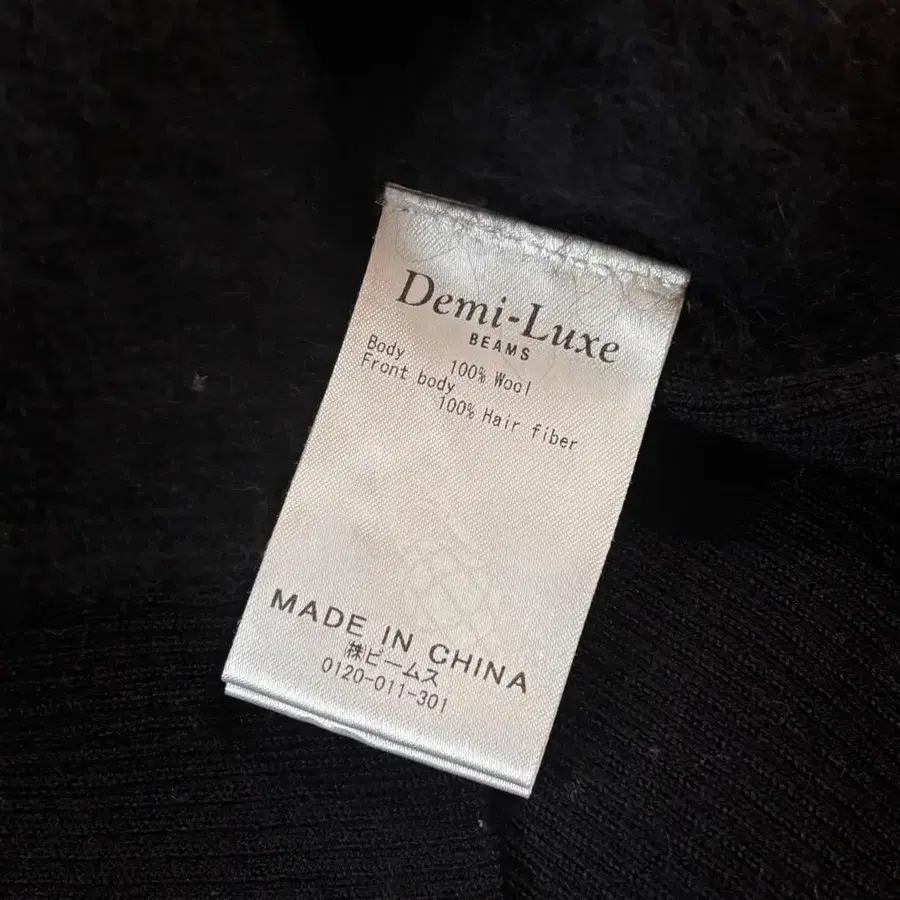 Demi-Luxe
BEAMS
Body
100% Wool
Front body
100% Hair fiber
MADE IN CHINA
㈱ビームス
0120-011-301